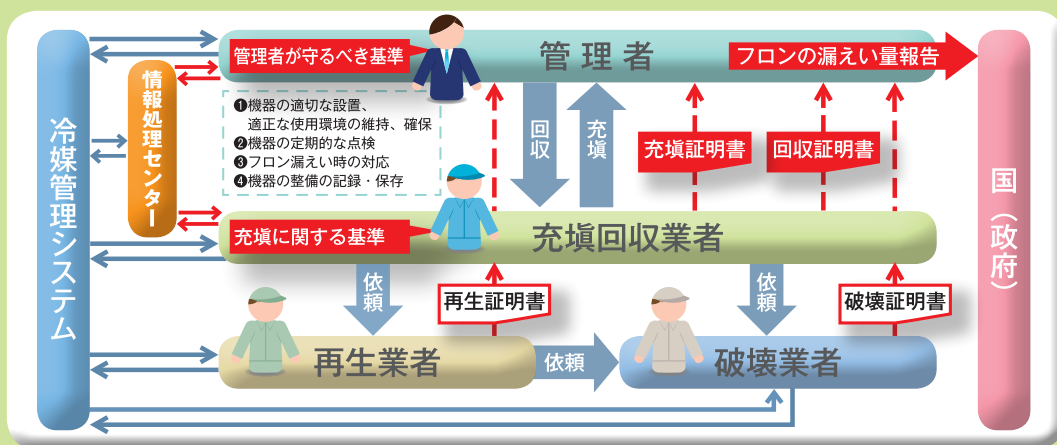 管理者が守るべき基準
管理者
フロンの漏えい量報告
情報処理センター
❶機器の適切な設置、
適正な使用環境の維持、確保
❷機器の定期的な点検
❸フロン漏えい時の対応
❹機器の整備の記録・保存
回収
充塡
充塡証明書
回収証明書
冷媒管理システム
国（政府）
充塡に関する基準
充塡回収業者
依頼
再生証明書
依頼
破壊証明書
再生業者
依頼
破壊業者